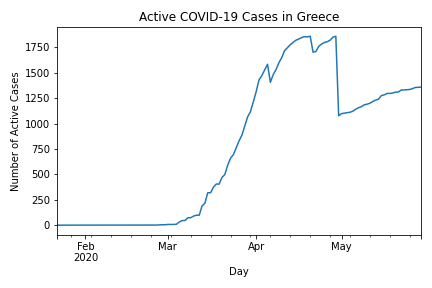 Active COVID-19 Cases in Greece
Number of Active Cases
1750
1500
1250
1000
750
500
250
0
Feb
2020
Mar
Apr
May
Day